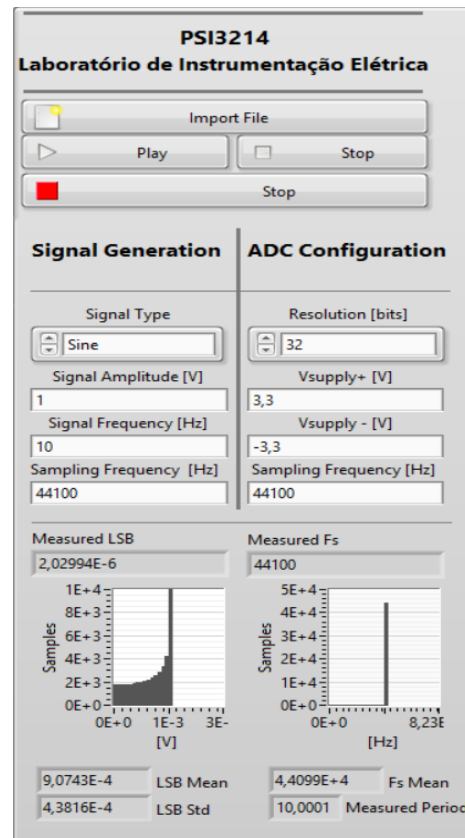 PSI3214
Laboratório de Instrumentação Elétrica
Import File
Play
Stop
Stop
Signal Generation
ADC Configuration
Signal Type
Resolution [bits]
Sine
32
Signal Amplitude [V]
Vsupply+ [V]
1
3,3
Signal Frequency [Hz]
Vsupply - [V]
10
-3,3
Sampling Frequency [Hz]
Sampling Frequency [Hz]
44100
44100
Measured LSB
Measured Fs
2,02994E-6
44100
1E+4
8E+3
6E+3
4E+3
2E+3
0E+0
Samples
0E+0 1E-3 3E-
[V]
5E+4
4E+4
3E+4
2E+4
1E+4
0E+0
Samples
0E+0 8,23E
[Hz]
9,0743E-4 LSB Mean
4,4099E+4 Fs Mean
4,3816E-4 LSB Std
10,0001 Measured Period